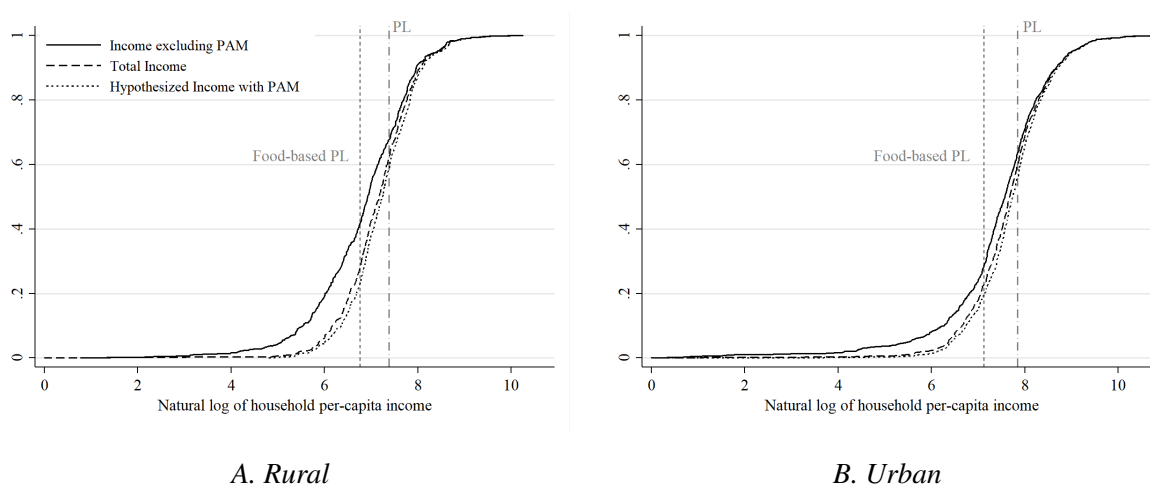 PL
Income excluding PAM
Total Income
Hypothesized Income with PAM
Food-based PL
0 .2 .4 .6 .8 1
0 2 4 6 8 10
Natural log of household per-capita income
A. Rural
PL
Food-based PL
0 .2 .4 .6 .8 1
0 2 4 6 8 10
Natural log of household per-capita income
B. Urban